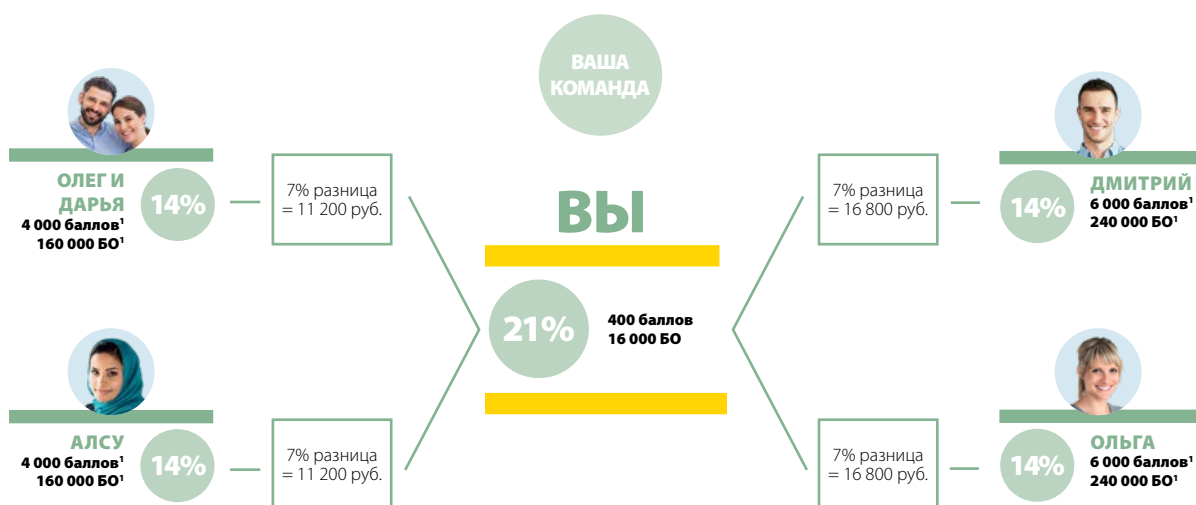 ВАША
КОМАНДА
ОЛЕГ И
ДАРЬЯ
4 000 баллов¹
160 000 БО¹
14%
7% разница
= 11 200 руб.
АЛСУ
4 000 баллов¹
160 000 БО¹
14%
7% разница
= 11 200 руб.
ВЫ
21%
400 баллов
16 000 БО
7% разница
= 16 800 руб.
14%
ДМИТРИЙ
6 000 баллов¹
240 000 БО¹
7% разница
= 16 800 руб.
14%
ОЛЬГА
6 000 баллов¹
240 000 БО¹